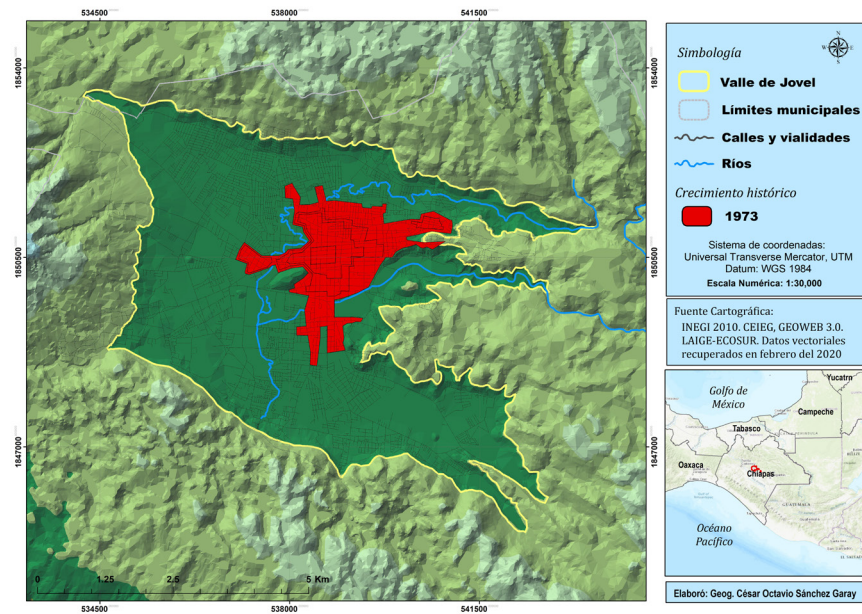 534500
538000
541500
1854000
1854000
1850500
1850500
1847000
1847000
0
1.25
2.5
5 Km
534500
538000
541500
Simbología
N
W
E
S
Valle de Jovel
Límites municipales
Calles y vialidades
Ríos
Crecimiento histórico
1973
Sistema de coordenadas:
Universal Transverse Mercator, UTM
Datum: WGS 1984
Escala Numérica: 1:30,000
Fuente Cartográfica:
INEGI 2010. CEIEG, GEOWEB 3.0.
LAIGE-ECOSUR. Datos vectoriales
recuperados en febrero del 2020
Yucatrn
Golfo de
México
Campeche
Tabasco
Oaxaca
Chiapas
GUATEMALA
Guatemala
Océano
Pacífico
Elaboró: Geog. César Octavio Sánchez Garay